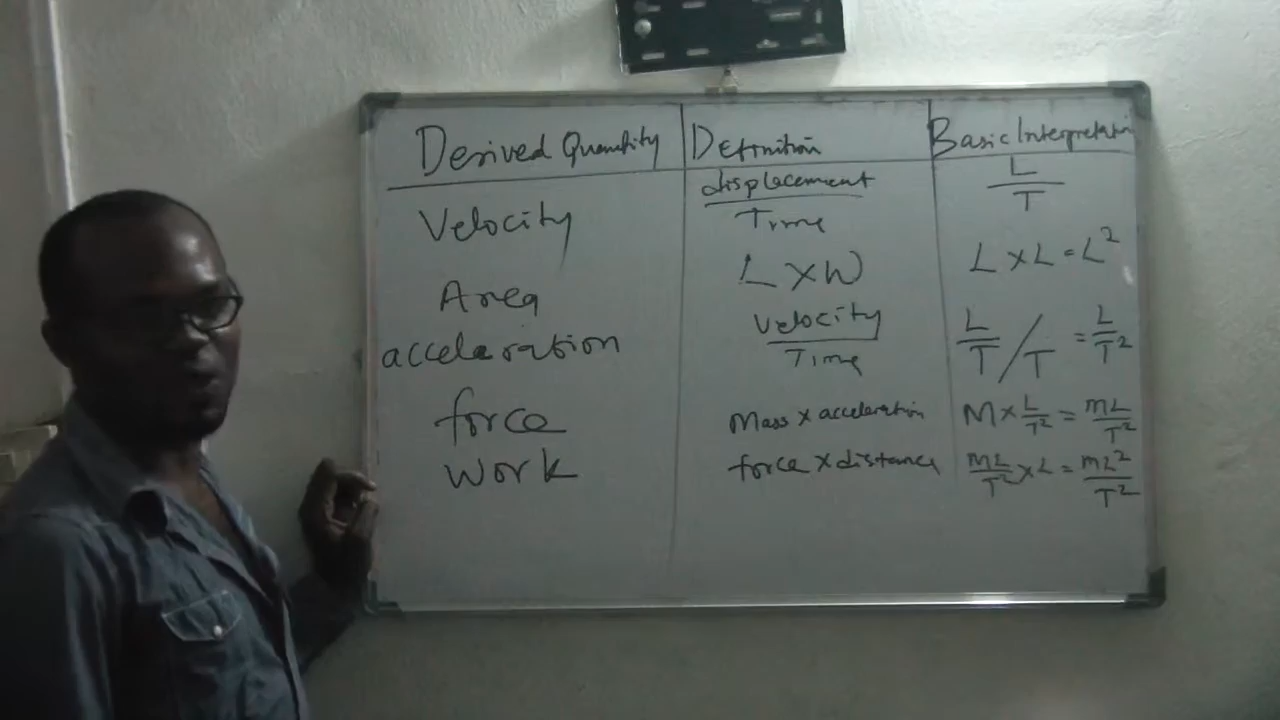 Derived Quantity Definition Basic Interpretatin
Velocity displacement/Time L/T
Area L x W L x L = L²
acceleration Velocity/Time L/T / T = L/T²
force Mass x acceleration M x L/T² = mL/T²
work force x distance mL/T² x L = mL²/T²